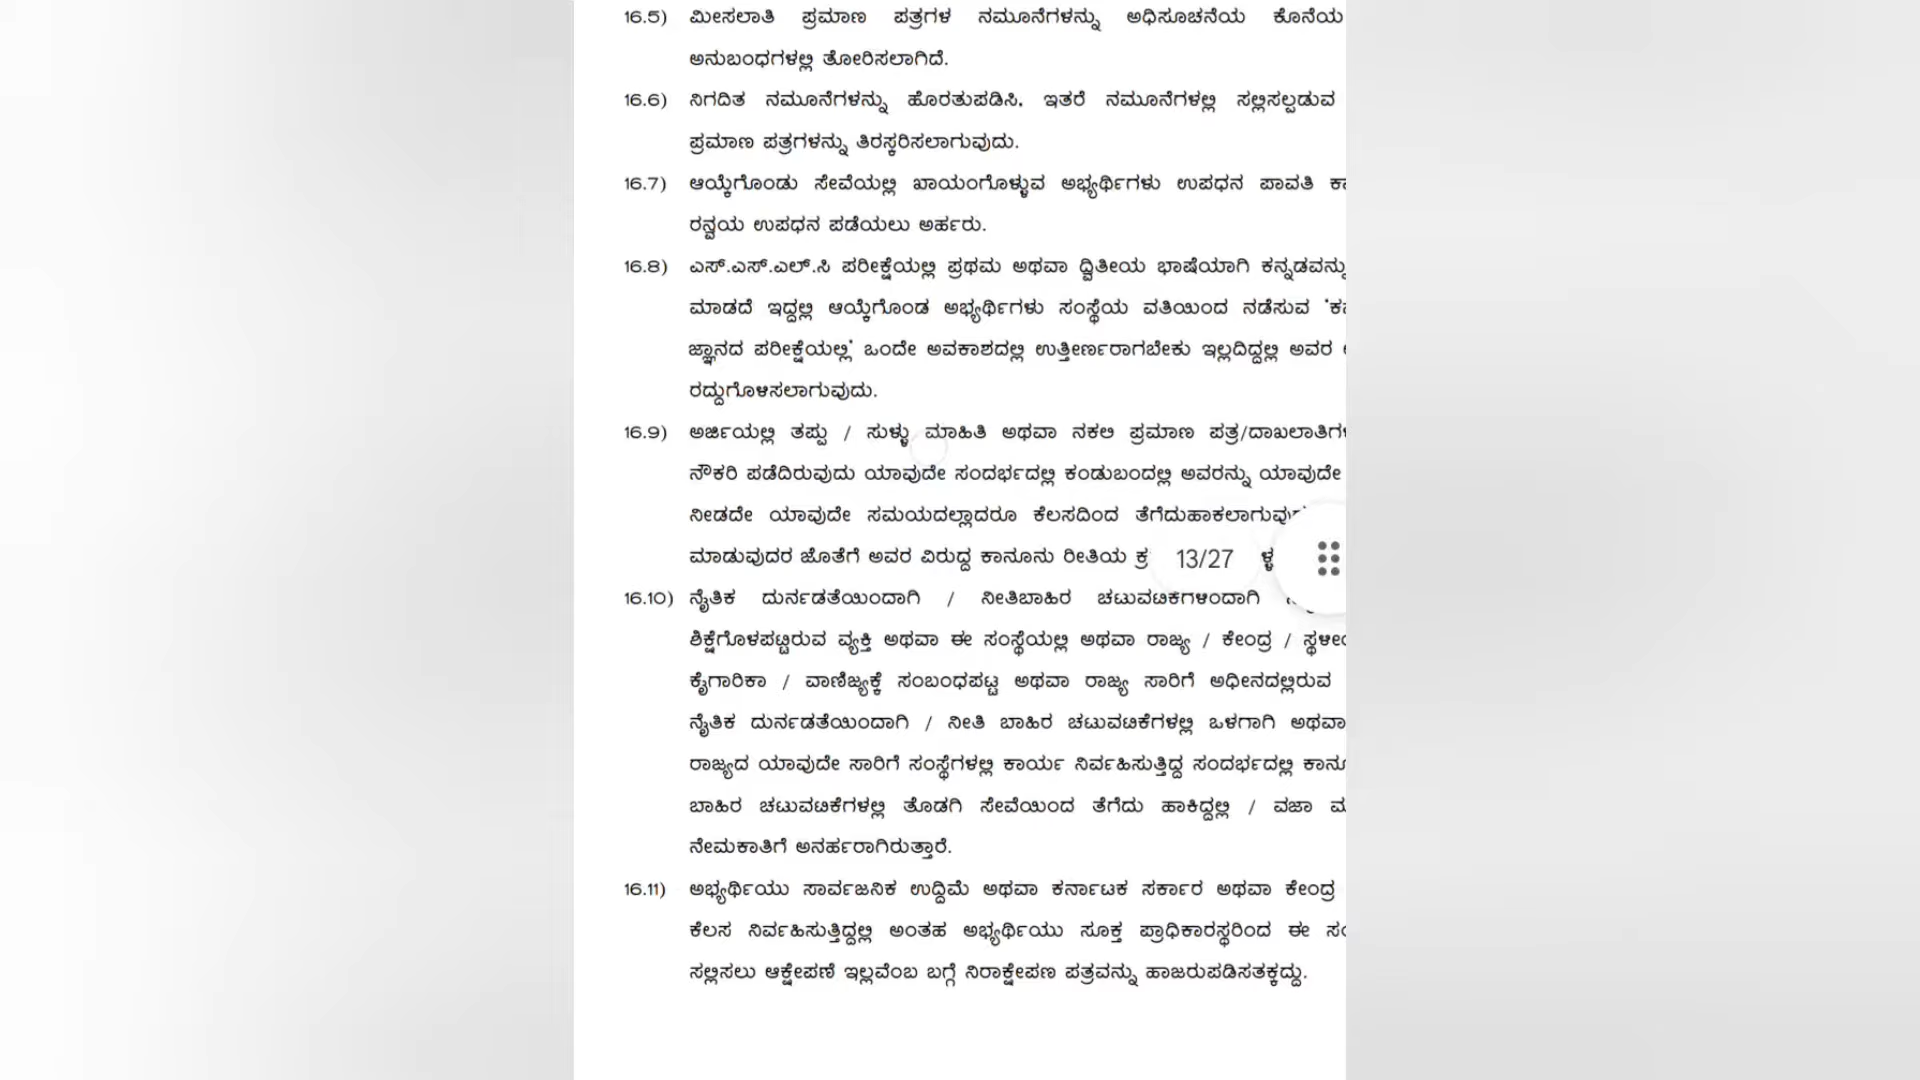 16.5) ಮೀಸಲಾತಿ ಪ್ರಮಾಣ ಪತ್ರಗಳ ನಮೂನೆಗಳನ್ನು ಅಧಿಸೂಚನೆಯ ಕೊನೆಯ
ಅನುಬಂಧಗಳಲ್ಲಿ ತೋರಿಸಲಾಗಿದೆ.
16.6) ನಿಗದಿತ ನಮೂನೆಗಳನ್ನು ಹೊರತುಪಡಿಸಿ. ಇತರೆ ನಮೂನೆಗಳಲ್ಲಿ ಸಲ್ಲಿಸಲ್ಪಡುವ
ಪ್ರಮಾಣ ಪತ್ರಗಳನ್ನು ತಿರಸ್ಕರಿಸಲಾಗುವುದು.
16.7) ಆಯ್ಕೆಗೊಂಡು ಸೇವೆಯಲ್ಲಿ ಖಾಯಂಗೊಳ್ಳುವ ಅಭ್ಯರ್ಥಿಗಳು ಉಪಧನ ಪಾವತಿ
ರನ್ವಯ ಉಪಧನ ಪಡೆಯಲು ಅರ್ಹರು.
16.8) ಎಸ್.ಎಸ್.ಎಲ್.ಸಿ ಪರೀಕ್ಷೆಯಲ್ಲಿ ಪ್ರಥಮ ಅಥವಾ ದ್ವಿತೀಯ ಭಾಷೆಯಾಗಿ ಕನ್ನಡವನ್ನು
ಮಾಡದೆ ಇದ್ದಲ್ಲಿ ಆಯ್ಕೆಗೊಂಡ ಅಭ್ಯರ್ಥಿಗಳು ಸಂಸ್ಥೆಯ ವತಿಯಿಂದ ನಡೆಸುವ
ಜ್ಞಾನದ ಪರೀಕ್ಷೆಯಲ್ಲಿ' ಒಂದೇ ಅವಕಾಶದಲ್ಲಿ ಉತ್ತೀರ್ಣರಾಗಬೇಕು ಇಲ್ಲದಿದ್ದಲ್ಲಿ ಅವರ
ರದ್ದುಗೊಳಿಸಲಾಗುವುದು.
16.9) ಅರ್ಜಿಯಲ್ಲಿ ತಪ್ಪು / ಸುಳ್ಳು ಮಾಹಿತಿ ಅಥವಾ ನಕಲಿ ಪ್ರಮಾಣ ಪತ್ರ/ದಾಖಲಾತಿಗ
ನೌಕರಿ ಪಡೆದಿರುವುದು ಯಾವುದೇ ಸಂದರ್ಭದಲ್ಲಿ ಕಂಡುಬಂದಲ್ಲಿ ಅವರನ್ನು ಯಾವುದೇ
ನೀಡದೇ ಯಾವುದೇ ಸಮಯದಲ್ಲಾದರೂ ಕೆಲಸದಿಂದ ತೆಗೆದುಹಾಕಲಾಗುವು
ಮಾಡುವುದರ ಜೊತೆಗೆ ಅವರ ವಿರುದ್ಧ ಕಾನೂನು ರೀತಿಯ ಕ್ರ 13/27
16.10) ನೈತಿಕ ದುರ್ನಡತೆಯಿಂದಾಗಿ / ನೀತಿಬಾಹಿರ ಚಟುವಟಿಕೆಗಳಿಂದಾಗಿ
ಶಿಕ್ಷೆಗೊಳಪಟ್ಟಿರುವ ವ್ಯಕ್ತಿ ಅಥವಾ ಈ ಸಂಸ್ಥೆಯಲ್ಲಿ ಅಥವಾ ರಾಜ್ಯ / ಕೇಂದ್ರ /
ಕೈಗಾರಿಕಾ / ವಾಣಿಜ್ಯಕ್ಕೆ ಸಂಬಂಧಪಟ್ಟ ಅಥವಾ ರಾಜ್ಯ ಸಾರಿಗೆ ಅಧೀನದಲ್ಲಿರುವ
ನೈತಿಕ ದುರ್ನಡತೆಯಿಂದಾಗಿ / ನೀತಿ ಬಾಹಿರ ಚಟುವಟಿಕೆಗಳಲ್ಲಿ ಒಳಗಾಗಿ ಅಥವಾ
ರಾಜ್ಯದ ಯಾವುದೇ ಸಾರಿಗೆ ಸಂಸ್ಥೆಗಳಲ್ಲಿ ಕಾರ್ಯ ನಿರ್ವಹಿಸುತ್ತಿದ್ದ ಸಂದರ್ಭದಲ್ಲಿ
ಬಾಹಿರ ಚಟುವಟಿಕೆಗಳಲ್ಲಿ ತೊಡಗಿ ಸೇವೆಯಿಂದ ತೆಗೆದು ಹಾಕಿದ್ದಲ್ಲಿ / ವಜಾ
ನೇಮಕಾತಿಗೆ ಅನರ್ಹರಾಗಿರುತ್ತಾರೆ.
16.11) ಅಭ್ಯರ್ಥಿಯು ಸಾರ್ವಜನಿಕ ಉದ್ದಿಮೆ ಅಥವಾ ಕರ್ನಾಟಕ ಸರ್ಕಾರ ಅಥವಾ ಕೇಂದ್ರ
ಕೆಲಸ ನಿರ್ವಹಿಸುತ್ತಿದ್ದಲ್ಲಿ ಅಂತಹ ಅಭ್ಯರ್ಥಿಯು ಸೂಕ್ತ ಪ್ರಾಧಿಕಾರಸ್ಥರಿಂದ ಈ
ಸಲ್ಲಿಸಲು ಆಕ್ಷೇಪಣೆ ಇಲ್ಲವೆಂಬ ಬಗ್ಗೆ ನಿರಾಕ್ಷೇಪಣ ಪತ್ರವನ್ನು ಹಾಜರುಪಡಿಸತಕ್ಕದ್ದು.